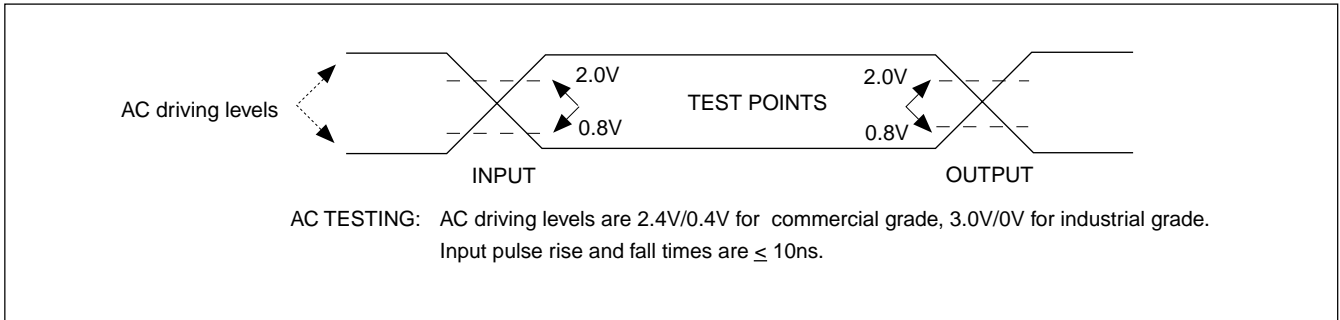 2.0V
2.0V
AC driving levels
TEST POINTS
0.8V
0.8V
INPUT
OUTPUT
AC TESTING: AC driving levels are 2.4V/0.4V for commercial grade, 3.0V/0V for industrial grade.
Input pulse rise and fall times are ≤ 10ns.